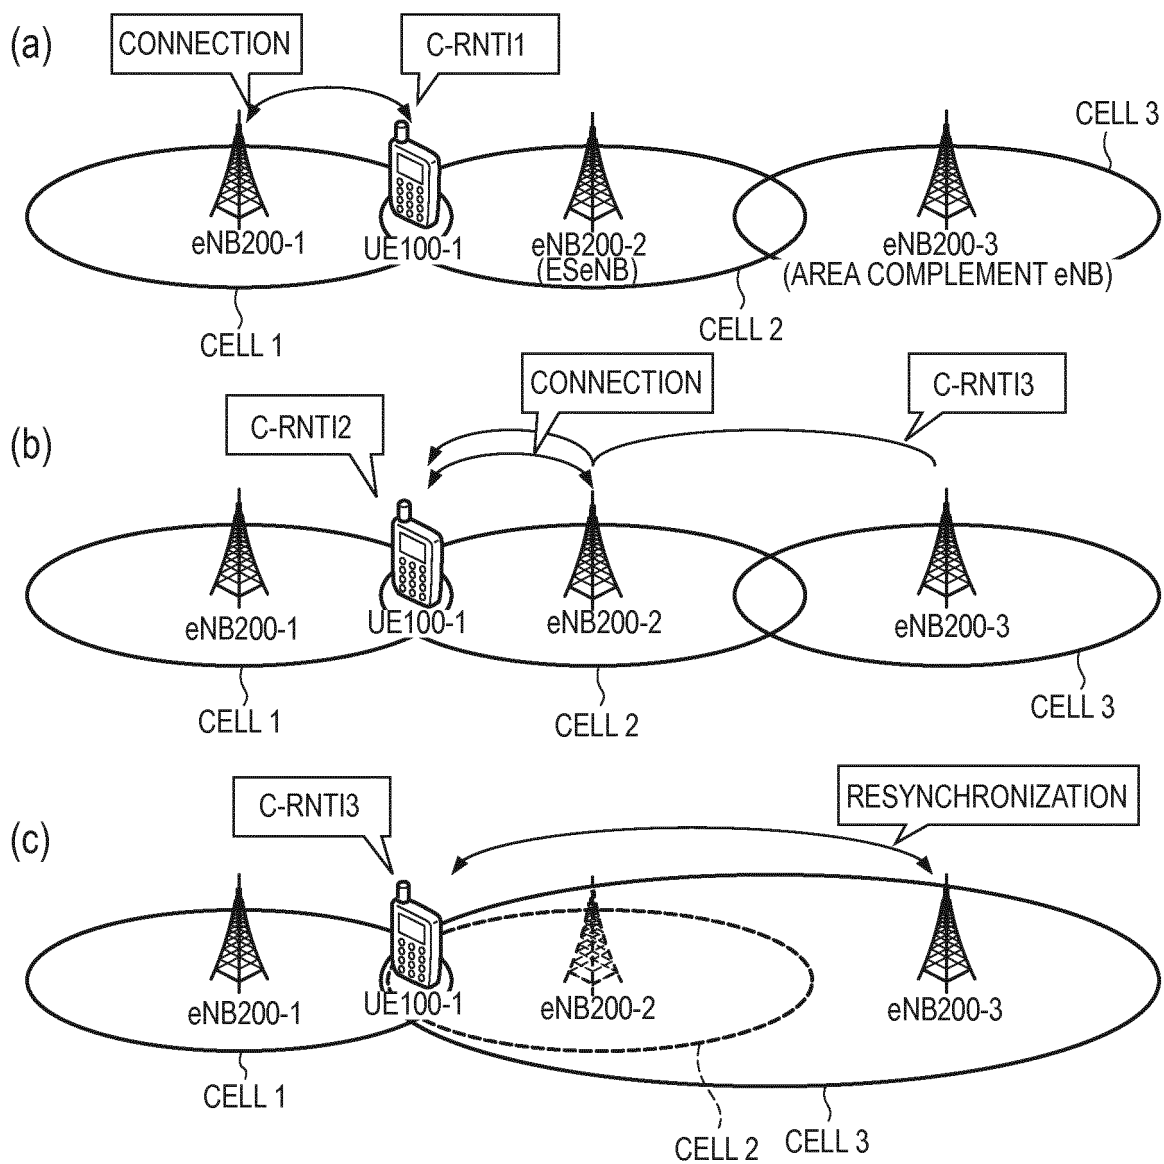 (a)
CONNECTION
C-RNTI1
CELL 3
eNB200-1
UE100-1
eNB200-2
(ESeNB)
eNB200-3
(AREA COMPLEMENT eNB)
CELL 1
CELL 2
(b)
C-RNTI2
CONNECTION
C-RNTI3
eNB200-1
UE100-1
eNB200-2
eNB200-3
CELL 1
CELL 2
CELL 3
(c)
C-RNTI3
RESYNCHRONIZATION
eNB200-1
UE100-1
eNB200-2
eNB200-3
CELL 1
CELL 2
CELL 3